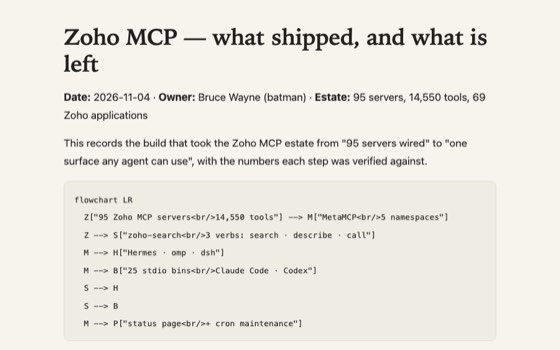 Zoho MCP — what shipped, and what is
left
Date: 2026-11-04 · Owner: Bruce Wayne (batman) · Estate: 95 servers, 14,550 tools, 69
Zoho applications
This records the build that took the Zoho MCP estate from "95 servers wired" to "one
surface any agent can use", with the numbers each step was verified against.
flowchart LR
Z["95 Zoho MCP servers<br/>14,550 tools"] --> M["MetaMCP<br/>5 namespaces"]
Z --> S["zoho-search<br/>3 verbs: search · describe · call"]
M --> H["Hermes · omp · dsh"]
M --> B["25 stdio bins<br/>Claude Code · Codex"]
S --> H
S --> B
M --> P["status page<br/>+ cron maintenance"]